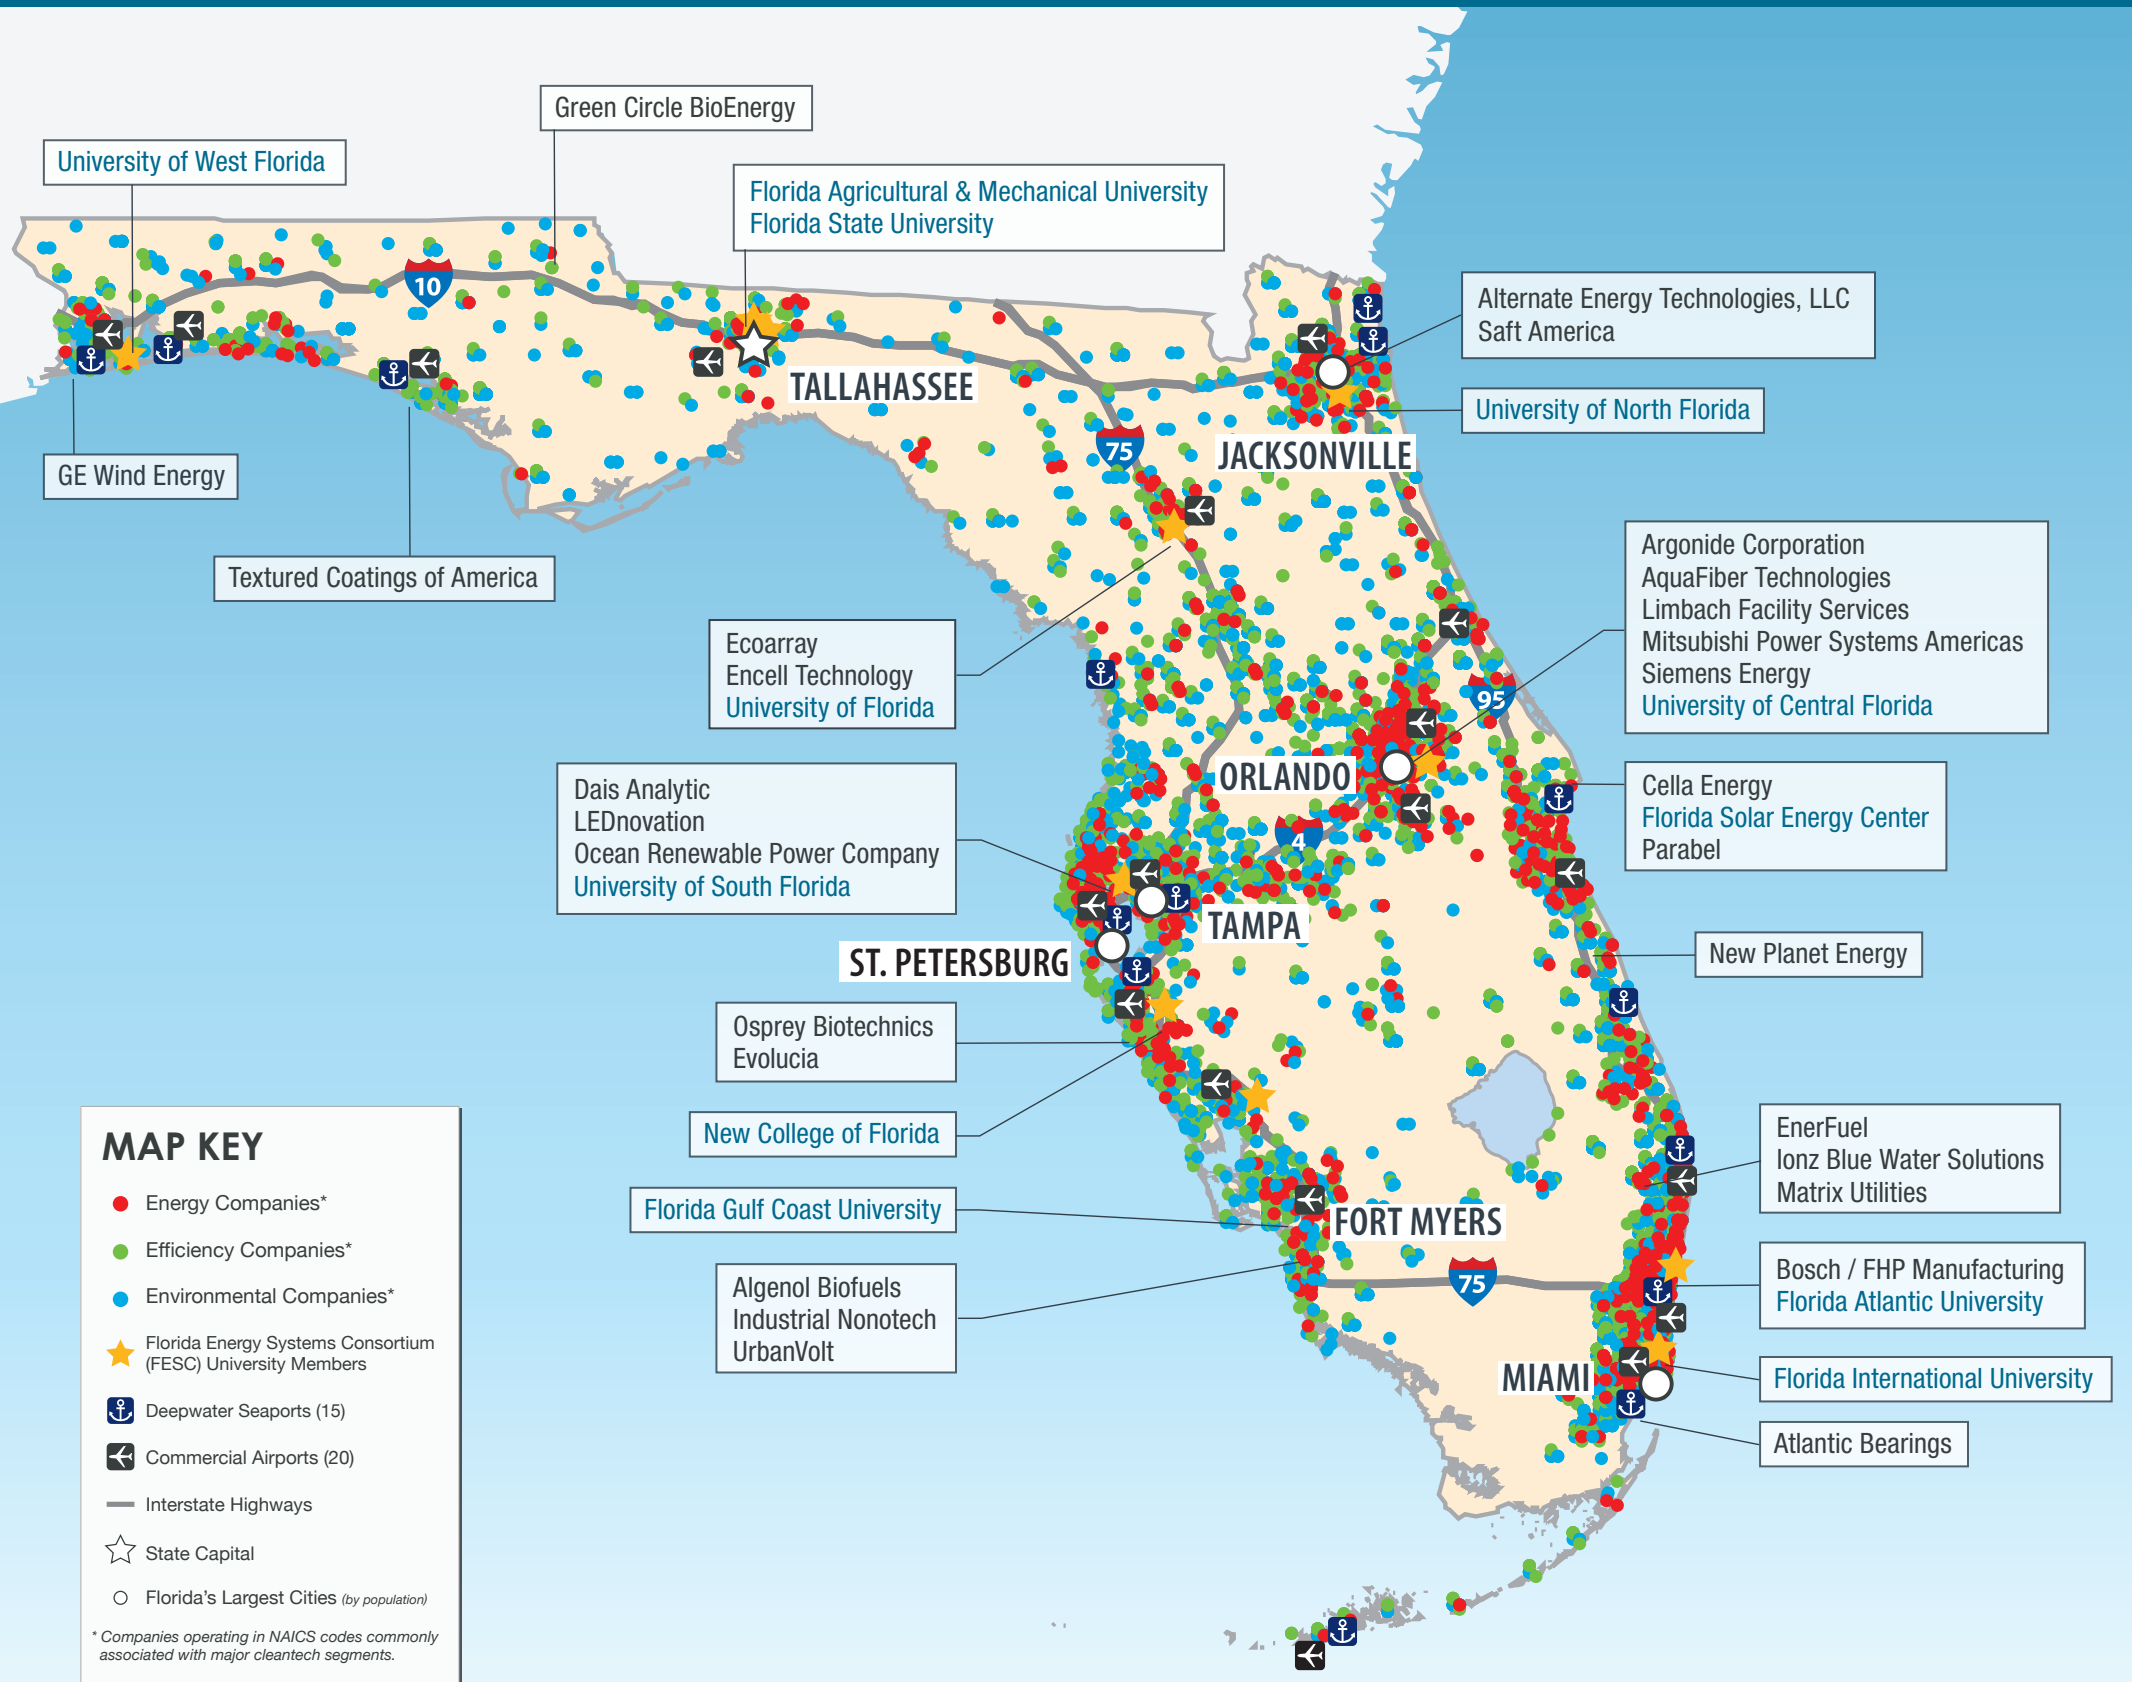 Green Circle BioEnergy
University of West Florida
Florida Agricultural & Mechanical University
Florida State University
10
Alternate Energy Technologies, LLC
Saft America
TALLAHASSEE
University of North Florida
75
JACKSONVILLE
GE Wind Energy
Textured Coatings of America
Argonide Corporation
AquaFiber Technologies
Limbach Facility Services
Mitsubishi Power Systems Americas
Siemens Energy
University of Central Florida
Ecoarray
Encell Technology
University of Florida
95
ORLANDO
Dais Analytic
LEDnovation
Ocean Renewable Power Company
University of South Florida
Cella Energy
Florida Solar Energy Center
Parabel
4
TAMPA
ST. PETERSBURG
New Planet Energy
Osprey Biotechnics
Evolucia
New College of Florida
EnerFuel
Ionz Blue Water Solutions
Matrix Utilities
Florida Gulf Coast University
FORT MYERS
75
Bosch / FHP Manufacturing
Florida Atlantic University
Algenol Biofuels
Industrial Nonotech
UrbanVolt
MIAMI
Florida International University
Atlantic Bearings
MAP KEY
Energy Companies*
Efficiency Companies*
Environmental Companies*
Florida Energy Systems Consortium
(FESC) University Members
Deepwater Seaports (15)
Commercial Airports (20)
Interstate Highways
State Capital
Florida's Largest Cities (by population)
* Companies operating in NAICS codes commonly
associated with major cleantech segments.